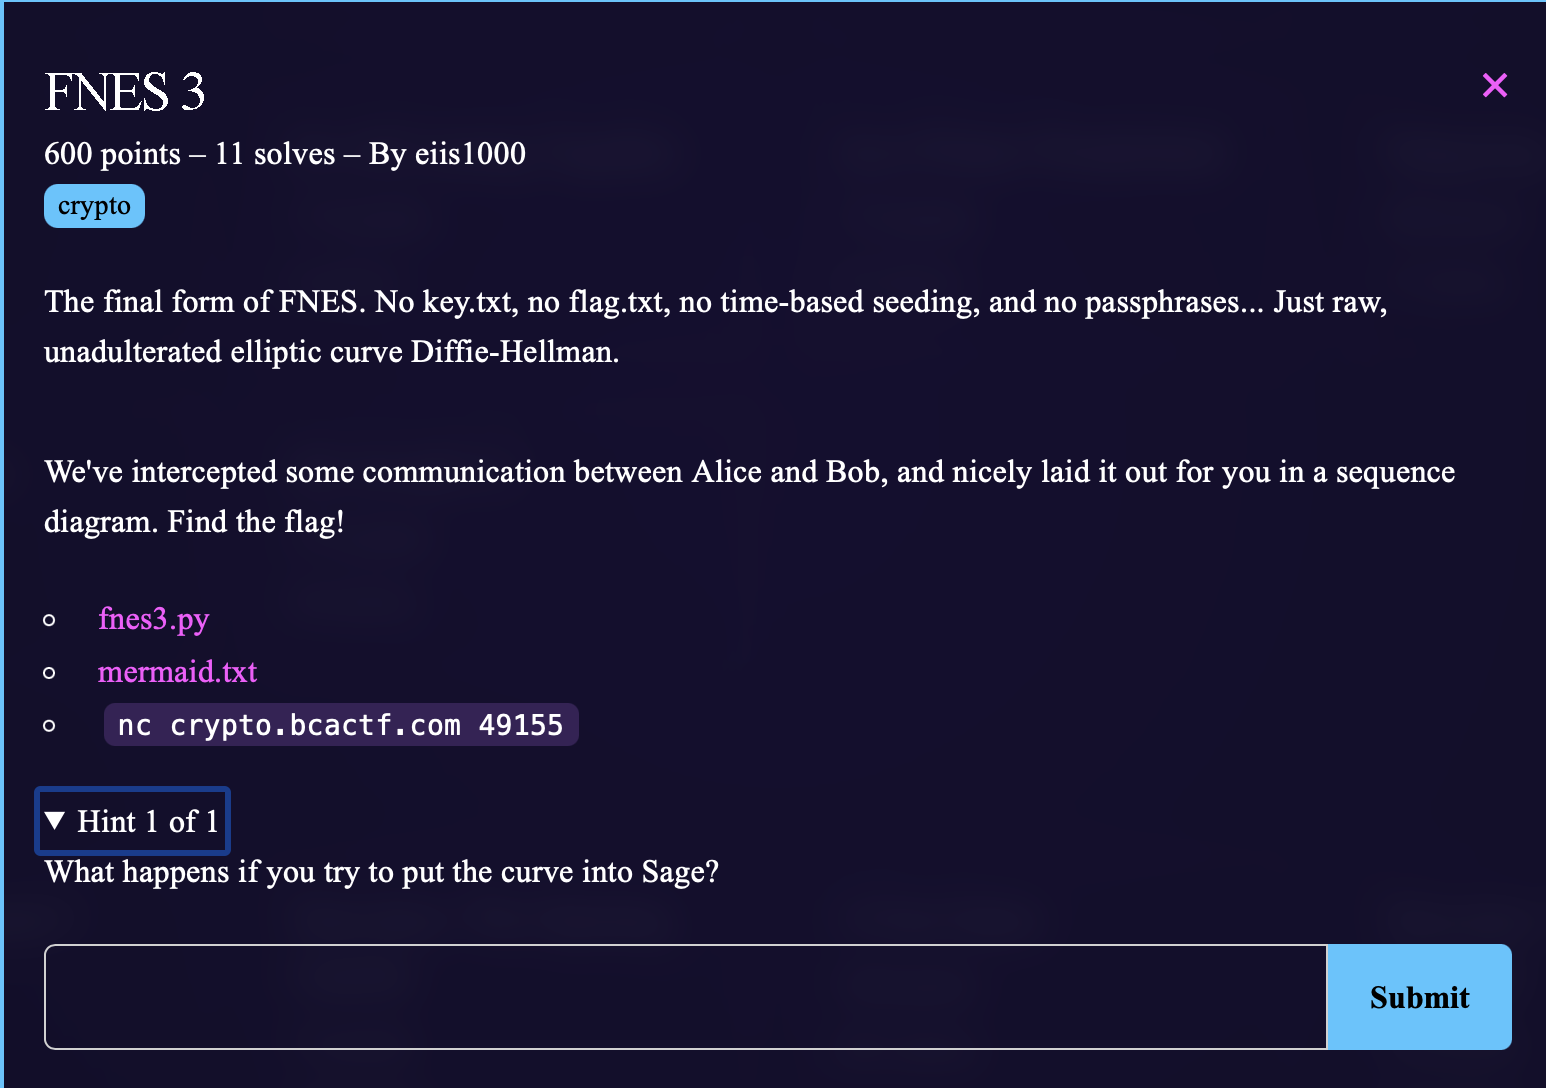 FNES 3
600 points – 11 solves – By eiis1000
crypto
The final form of FNES. No key.txt, no flag.txt, no time-based seeding, and no passphrases... Just raw,
unadulterated elliptic curve Diffie-Hellman.
We've intercepted some communication between Alice and Bob, and nicely laid it out for you in a sequence
diagram. Find the flag!
fnes3.py
mermaid.txt
nc crypto.bcactf.com 49155
Hint 1 of 1
What happens if you try to put the curve into Sage?
Submit